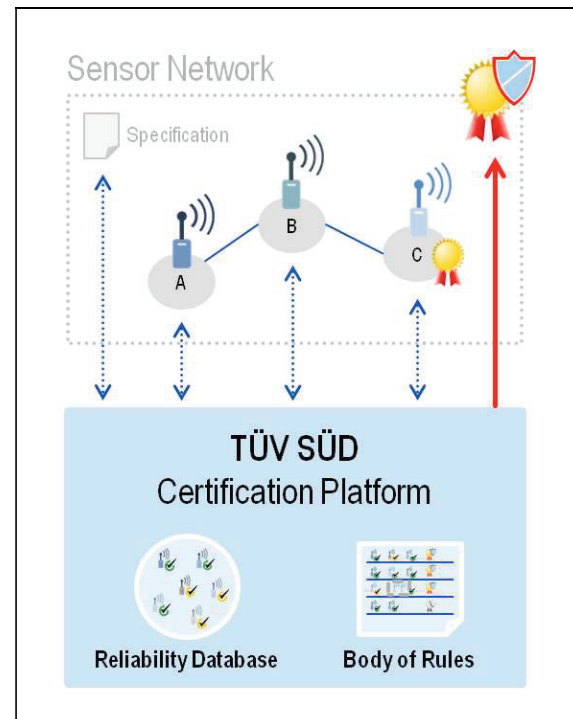 Sensor Network
Specification
B
C
A
TÜV SÜD
Certification Platform
Reliability Database
Body of Rules